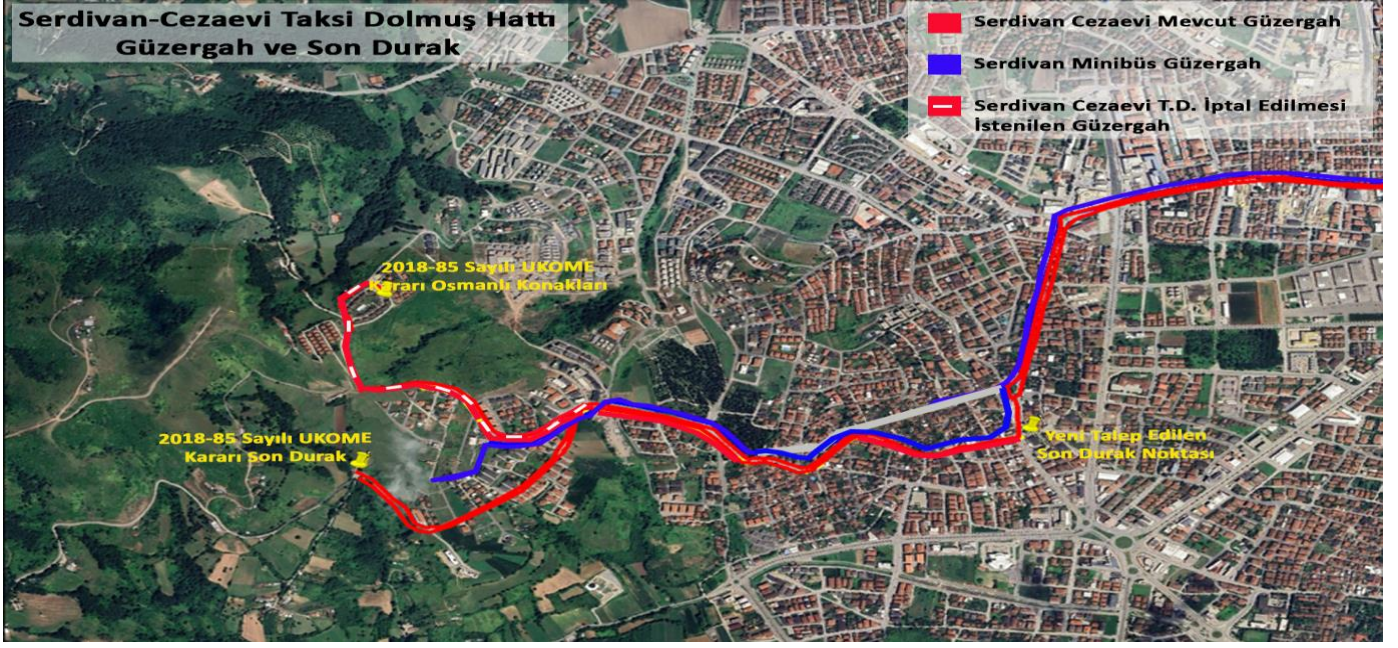 Serdivan-Cezaevi Taksi Dolmuş Hattı
Güzergah ve Son Durak
Serdivan Cezaevi Mevcut Güzergah
Serdivan Minibüs Güzergah
Serdivan Cezaevi T.D. İptal Edilmesi
İstenilen Güzergah
2018-85 Sayılı UKOME
Kararı Osmanlı Konakları
2018-85 Sayılı UKOME
Kararı Son Durak
Yeni Talep Edilen
Son Durak Noktası